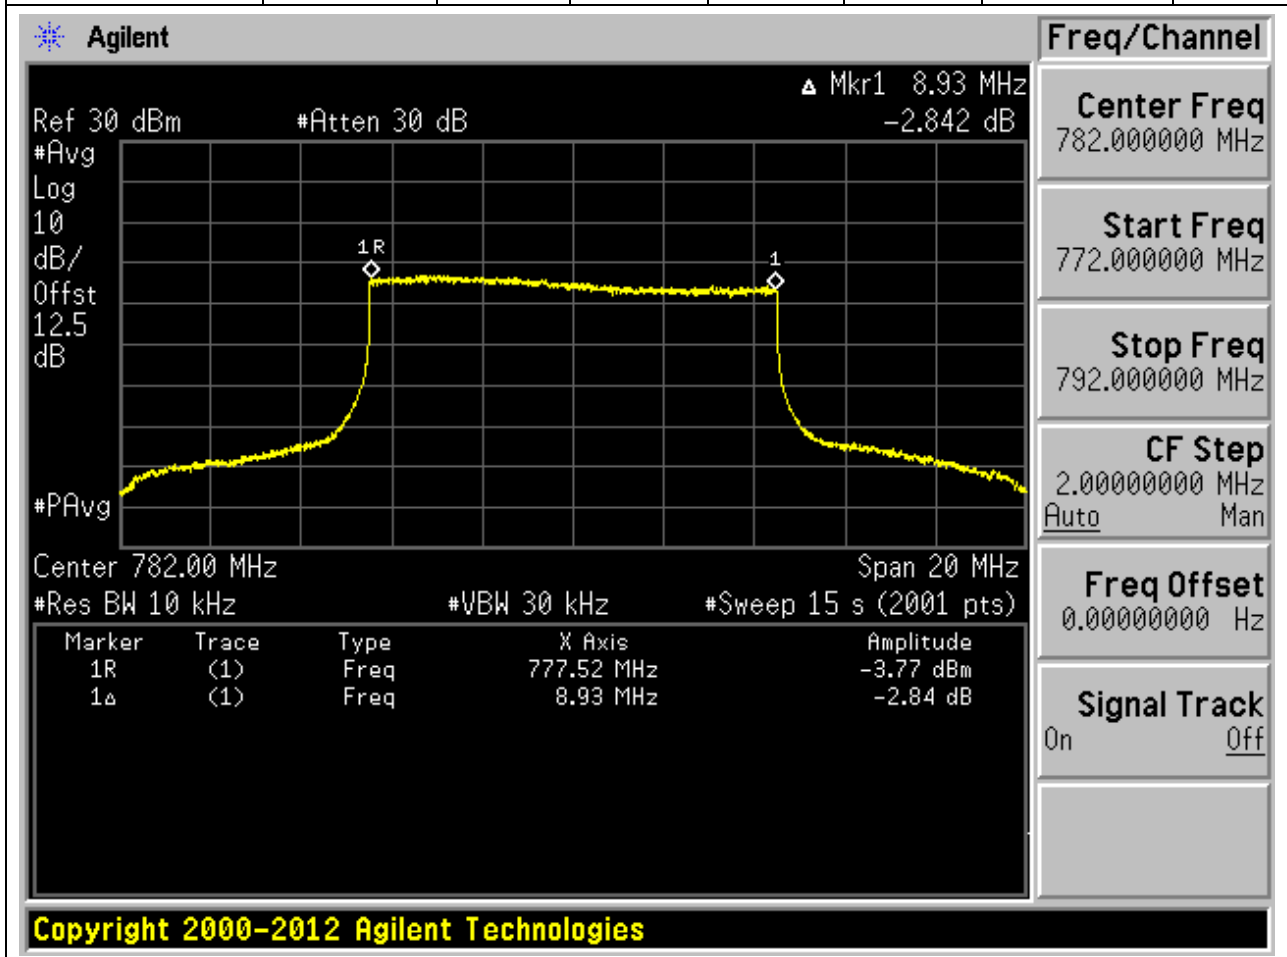 Agilent
Freq/Channel
Δ Mkr1 8.93 MHz
Ref 30 dBm #Atten 30 dB −2.842 dB
#Avg
Log
10
dB/
Offst
12.5
dB
#PAvg
1R
1
Center 782.00 MHz Span 20 MHz
#Res BW 10 kHz #VBW 30 kHz #Sweep 15 s (2001 pts)
Marker Trace Type X Axis Amplitude
1R (1) Freq 777.52 MHz −3.77 dBm
1Δ (1) Freq 8.93 MHz −2.84 dB
Center Freq
782.000000 MHz
Start Freq
772.000000 MHz
Stop Freq
792.000000 MHz
CF Step
2.00000000 MHz
Auto Man
Freq Offset
0.00000000 Hz
Signal Track
On Off
Copyright 2000-2012 Agilent Technologies